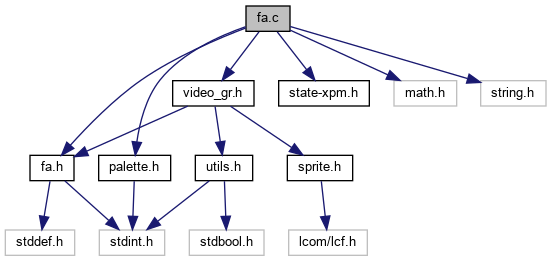 fa.c
video_gr.h
state-xpm.h
math.h
string.h
fa.h
palette.h
utils.h
sprite.h
stddef.h
stdint.h
stdbool.h
lcom/lcf.h